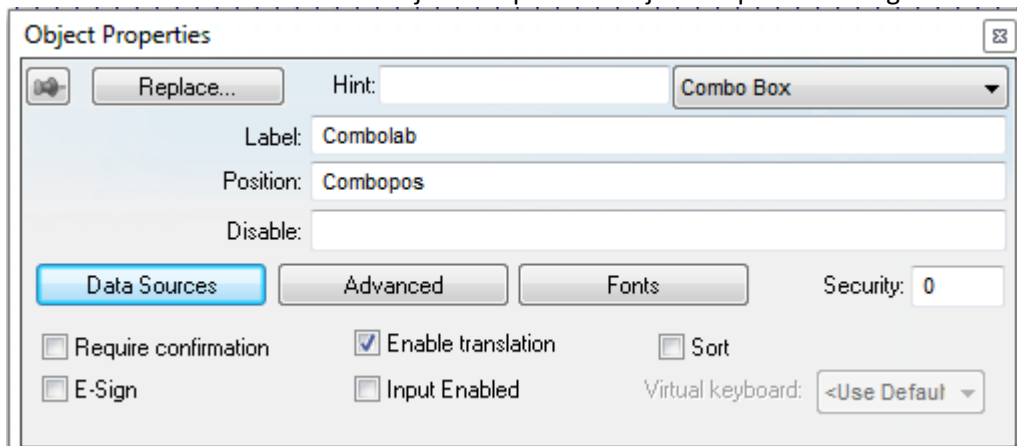 Object Properties
Replace... Hint: Combo Box
Label: Combolab
Position: Combopos
Disable:
Data Sources Advanced Fonts Security: 0
Require confirmation Enable translation Sort
E-Sign Input Enabled Virtual keyboard: <Use Defaul